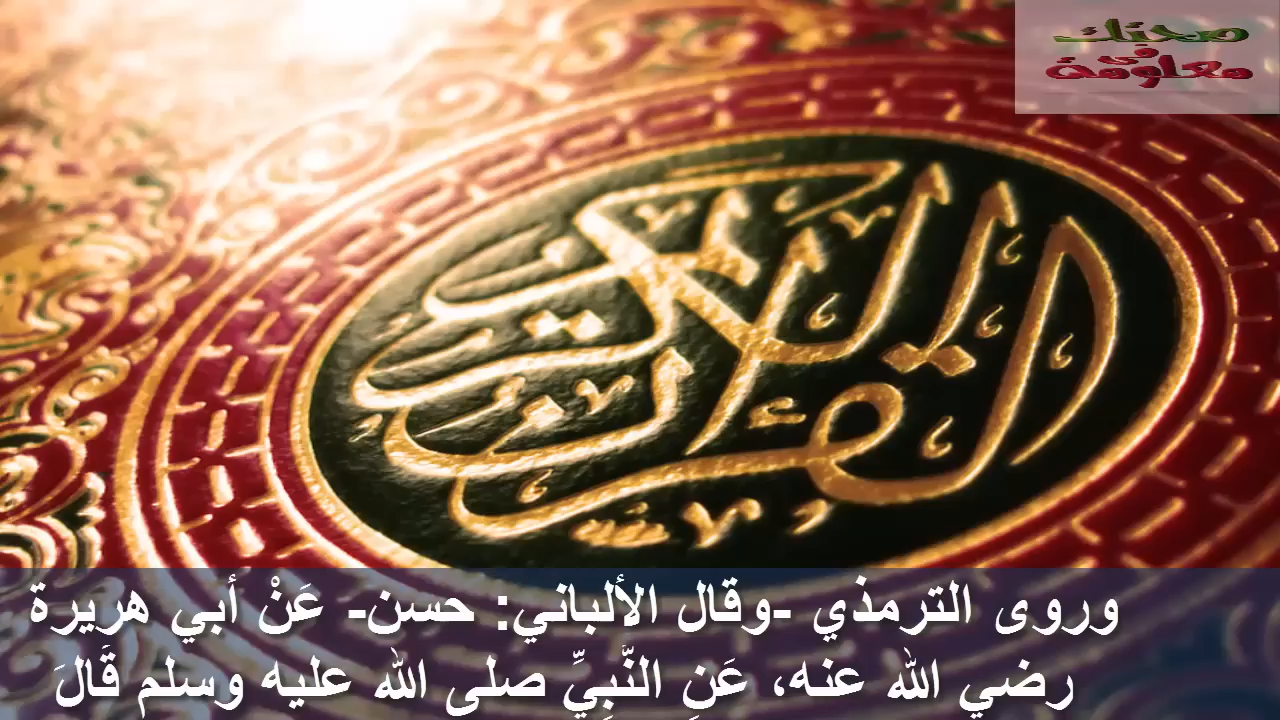 صحتك
فى
معلومة
القرآن الكريم
وروى الترمذي -وقال الألباني: حسن- عَنْ أبي هريرة
رضي الله عنه، عَنِ النَّبِيِّ صلى الله عليه وسلم قَالَ